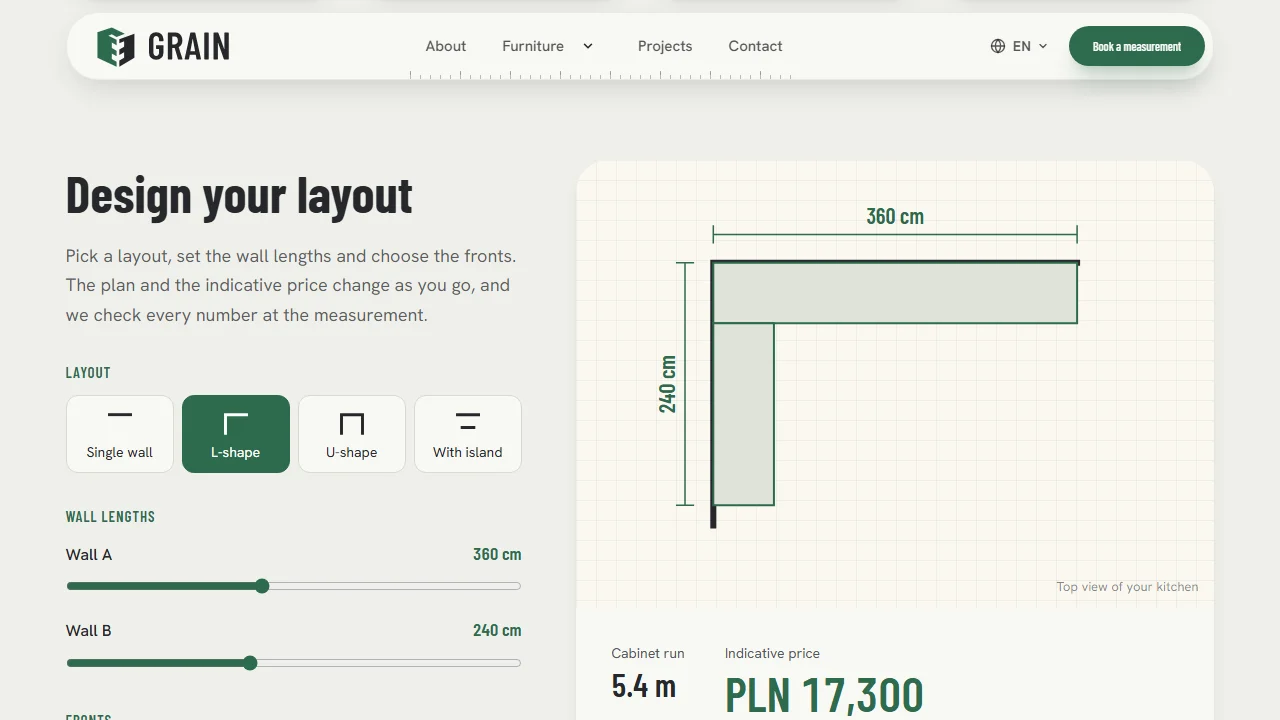 GRAIN
About
Furniture
Projects
Contact
EN
Book a measurement
Design your layout
Pick a layout, set the wall lengths and choose the fronts.
The plan and the indicative price change as you go, and
we check every number at the measurement.
LAYOUT
Single wall
L-shape
U-shape
With island
WALL LENGTHS
Wall A
360 cm
Wall B
240 cm
FRONTS
360 cm
240 cm
Top view of your kitchen
Cabinet run
5.4 m
Indicative price
PLN 17,300